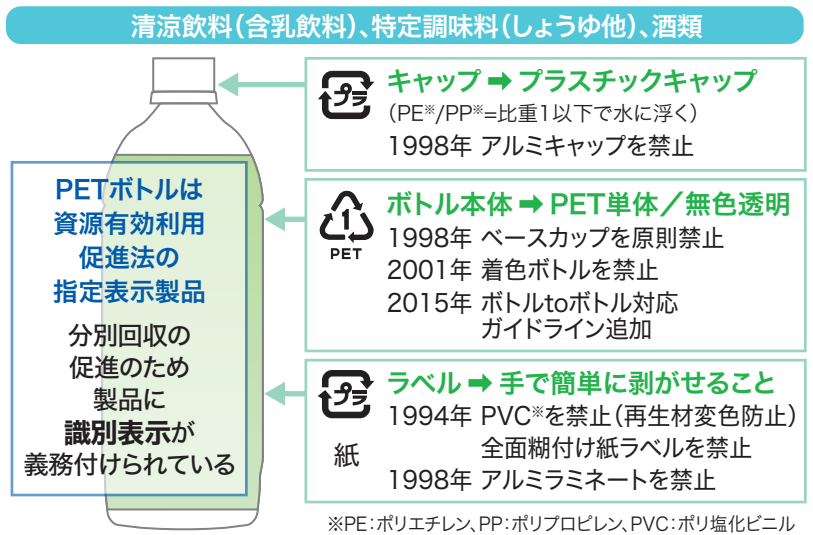 清涼飲料(含乳飲料)、特定調味料(しょうゆ他)、酒類
PETボトルは
資源有効利用
促進法の
指定表示製品
分別回収の
促進のため
製品に
識別表示が
義務付けられている
プラ
キャップ ➡ プラスチックキャップ
(PE※/PP※=比重1以下で水に浮く)
1998年 アルミキャップを禁止
1
PET
ボトル本体 ➡ PET単体/無色透明
1998年 ベースカップを原則禁止
2001年 着色ボトルを禁止
2015年 ボトルtoボトル対応
ガイドライン追加
プラ
紙
ラベル ➡ 手で簡単に剥がせること
1994年 PVC※を禁止(再生材変色防止)
全面糊付け紙ラベルを禁止
1998年 アルミラミネートを禁止
※PE:ポリエチレン、PP:ポリプロピレン、PVC:ポリ塩化ビニル